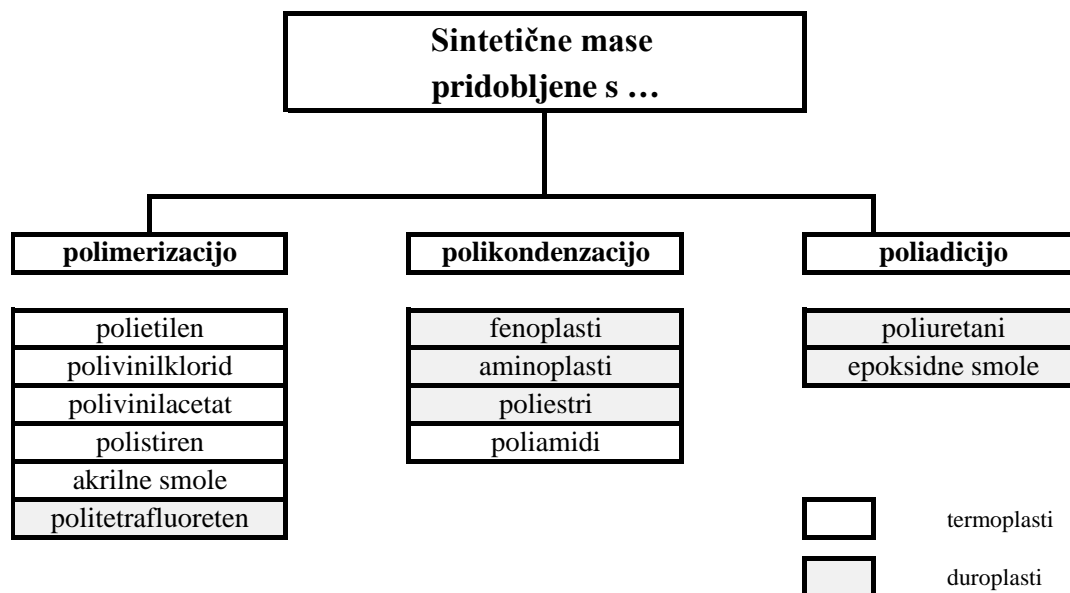 Sintetične mase
pridobljene s …
polimerizacijo
polikondenzacijo
poliadicijo
polietilen
polivinilklorid
polivinilacetat
polistiren
akrilne smole
politetrafluoreten
fenoplasti
aminoplasti
poliestri
poliamidi
poliuretani
epoksidne smole
termoplasti
duroplasti